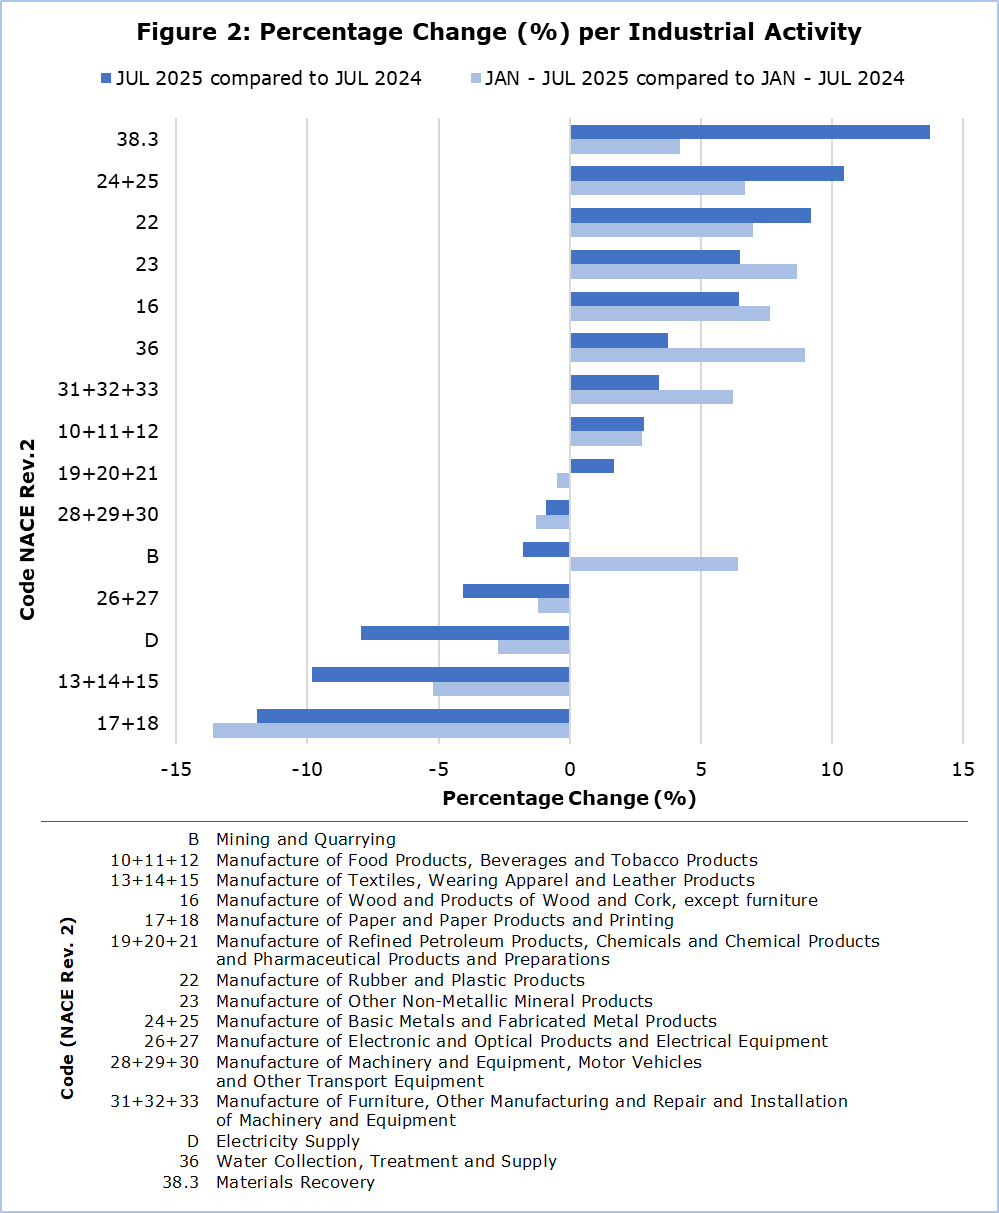 Figure 2: Percentage Change (%) per Industrial Activity
JUL 2025 compared to JUL 2024
JAN - JUL 2025 compared to JAN - JUL 2024
Code NACE Rev.2
38.3
24+25
22
23
16
36
31+32+33
10+11+12
19+20+21
28+29+30
B
26+27
D
13+14+15
17+18
-15 -10 -5 0 5 10 15
Percentage Change (%)
Code (NACE Rev. 2)
B Mining and Quarrying
10+11+12 Manufacture of Food Products, Beverages and Tobacco Products
13+14+15 Manufacture of Textiles, Wearing Apparel and Leather Products
16 Manufacture of Wood and Products of Wood and Cork, except furniture
17+18 Manufacture of Paper and Paper Products and Printing
19+20+21 Manufacture of Refined Petroleum Products, Chemicals and Chemical Products
and Pharmaceutical Products and Preparations
22 Manufacture of Rubber and Plastic Products
23 Manufacture of Other Non-Metallic Mineral Products
24+25 Manufacture of Basic Metals and Fabricated Metal Products
26+27 Manufacture of Electronic and Optical Products and Electrical Equipment
28+29+30 Manufacture of Machinery and Equipment, Motor Vehicles
and Other Transport Equipment
31+32+33 Manufacture of Furniture, Other Manufacturing and Repair and Installation
of Machinery and Equipment
D Electricity Supply
36 Water Collection, Treatment and Supply
38.3 Materials Recovery